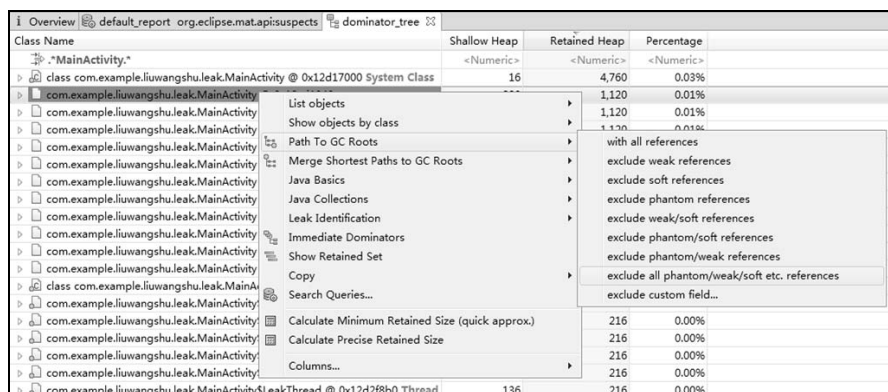 i Overview default_report org.eclipse.mat.api:suspects dominator_tree
Class Name Shallow Heap Retained Heap Percentage
.*MainActivity.* <Numeric> <Numeric> <Numeric>
class com.example.liuwangshu.leak.MainActivity @ 0x12d17000 System Class 16 4,760 0.03%
com.example.liuwangshu.leak.MainActivity 1,120 0.01%
com.example.liuwangshu.leak.MainActivity 1,120 0.01%
com.example.liuwangshu.leak.MainActivity 1,120 0.01%
com.example.liuwangshu.leak.MainActivity
com.example.liuwangshu.leak.MainActivity
com.example.liuwangshu.leak.MainActivity
com.example.liuwangshu.leak.MainActivity
com.example.liuwangshu.leak.MainActivity
com.example.liuwangshu.leak.MainActivity
com.example.liuwangshu.leak.MainActivity
com.example.liuwangshu.leak.MainActivity
class com.example.liuwangshu.leak.MainA
com.example.liuwangshu.leak.MainActivity$
com.example.liuwangshu.leak.MainActivity$ 216 0.00%
com.example.liuwangshu.leak.MainActivity$ 216 0.00%
com.example.liuwangshu.leak.MainActivity$ 216 0.00%
com.example.liuwangshu.leak.MainActivity$ 216 0.00%
com.example.liuwangshu.leak.MainActivity$LeakThread @ 0x12d2f8b0 Thread 136 216 0.00%
List objects
Show objects by class
Path To GC Roots
Merge Shortest Paths to GC Roots
Java Basics
Java Collections
Leak Identification
Immediate Dominators
Show Retained Set
Copy
Search Queries...
Calculate Minimum Retained Size (quick approx.)
Calculate Precise Retained Size
Columns...
with all references
exclude weak references
exclude soft references
exclude phantom references
exclude weak/soft references
exclude phantom/soft references
exclude phantom/weak references
exclude all phantom/weak/soft etc. references
exclude custom field...